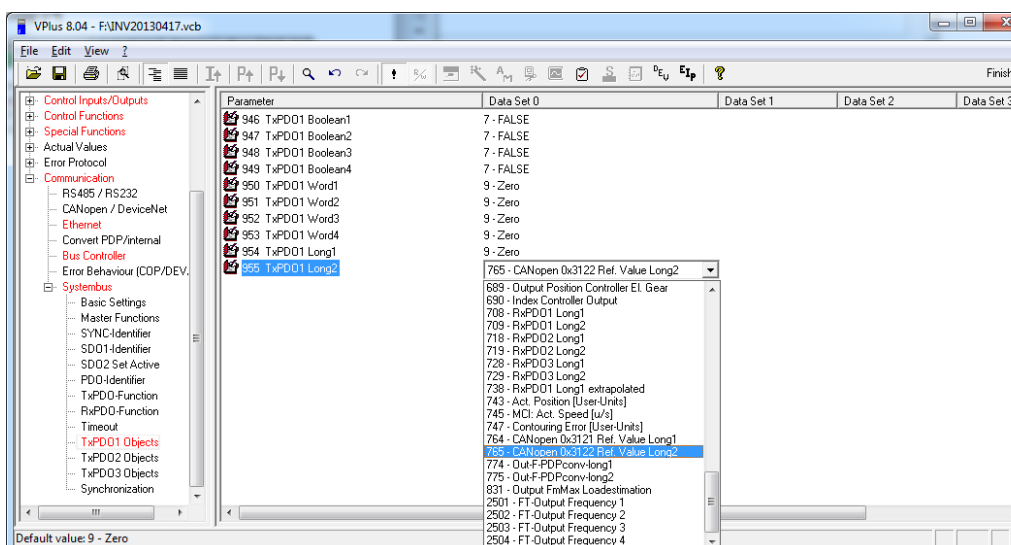 VPlus 8.04 - F:\INV20130417.vcb
File Edit View ?
Finish
Control Inputs/Outputs
Control Functions
Special Functions
Actual Values
Error Protocol
Communication
RS485 / RS232
CANopen / DeviceNet
Ethernet
Convert PDP/internal
Bus Controller
Error Behaviour (COP/DEV.
Systembus
Basic Settings
Master Functions
SYNC-Identifier
SDO1-Identifier
SDO2 Set Active
PDO-Identifier
TxPDO-Function
RxPDO-Function
Timeout
TxPDO1 Objects
TxPDO2 Objects
TxPDO3 Objects
Synchronization
Parameter Data Set 0 Data Set 1 Data Set 2 Data Set 3
946 TxPDO1 Boolean1 7 - FALSE
947 TxPDO1 Boolean2 7 - FALSE
948 TxPDO1 Boolean3 7 - FALSE
949 TxPDO1 Boolean4 7 - FALSE
950 TxPDO1 Word1 9 - Zero
951 TxPDO1 Word2 9 - Zero
952 TxPDO1 Word3 9 - Zero
953 TxPDO1 Word4 9 - Zero
954 TxPDO1 Long1 9 - Zero
955 TxPDO1 Long2 765 - CANopen 0x3122 Ref. Value Long2
689 - Output Position Controller El. Gear
690 - Index Controller Output
708 - RxPDO1 Long1
709 - RxPDO1 Long2
718 - RxPDO2 Long1
719 - RxPDO2 Long2
728 - RxPDO3 Long1
729 - RxPDO3 Long2
738 - RxPDO1 Long1 extrapolated
743 - Act. Position [User-Units]
745 - MCI: Act. Speed [u/s]
747 - Contouring Error [User-Units]
764 - CANopen 0x3121 Ref. Value Long1
765 - CANopen 0x3122 Ref. Value Long2
774 - Out-F-PDPconv-long1
775 - Out-F-PDPconv-long2
831 - Output FmMax Loadestimation
2501 - FT-Output Frequency 1
2502 - FT-Output Frequency 2
2503 - FT-Output Frequency 3
2504 - FT-Output Frequency 4
Default value: 9 - Zero